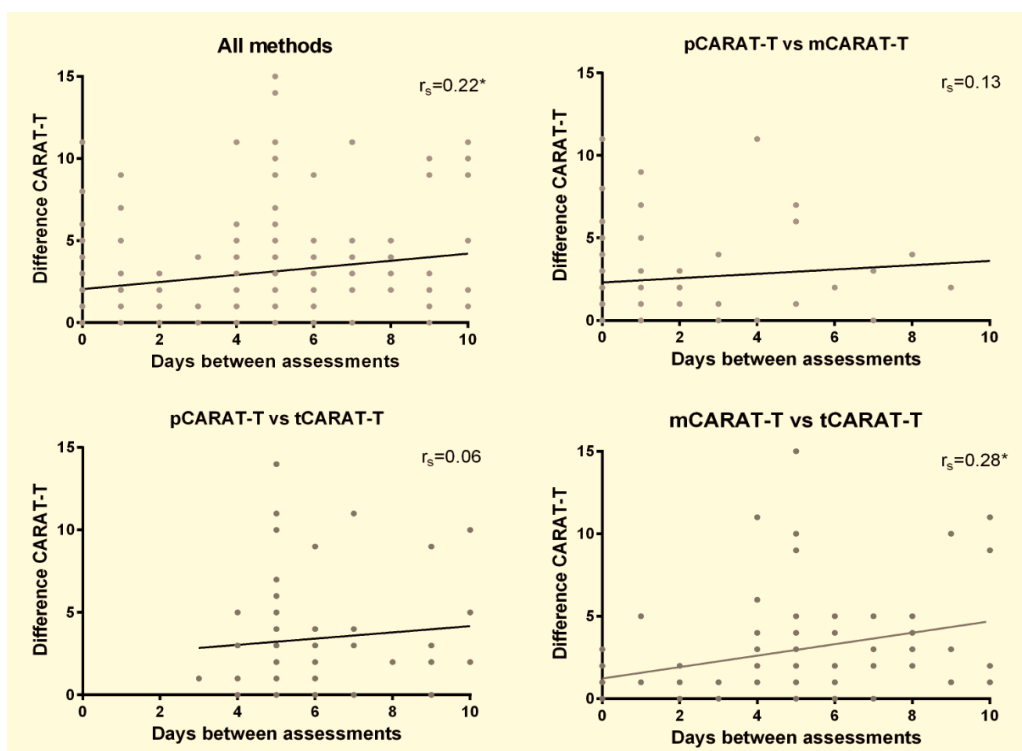 All methods
r_s=0.22*
Difference CARAT-T
15
10
5
0
0 2 4 6 8 10
Days between assessments
pCARAT-T vs mCARAT-T
r_s=0.13
Difference CARAT-T
15
10
5
0
0 2 4 6 8 10
Days between assessments
pCARAT-T vs tCARAT-T
r_s=0.06
Difference CARAT-T
15
10
5
0
0 2 4 6 8 10
Days between assessments
mCARAT-T vs tCARAT-T
r_s=0.28*
Difference CARAT-T
15
10
5
0
0 2 4 6 8 10
Days between assessments